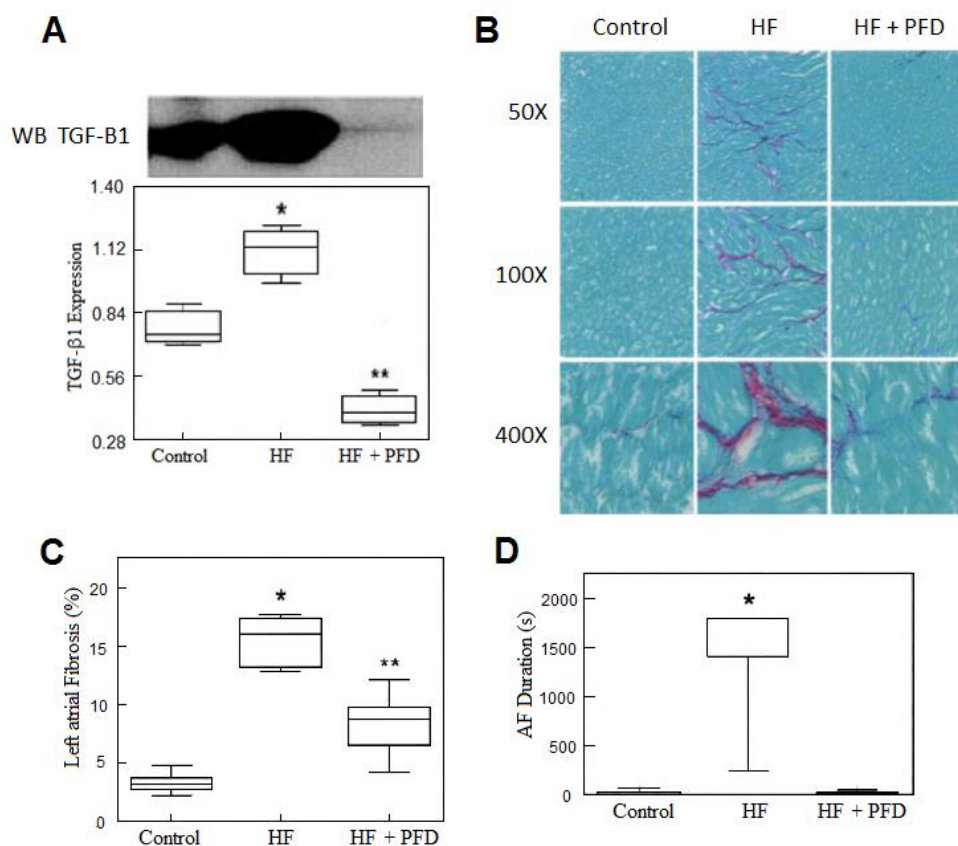 A
WB TGF-B1
1.40
1.12
0.84
0.56
0.28
TGF-β1 Expression
*
**
Control HF HF + PFD
B
Control HF HF + PFD
50X
100X
400X
C
20
15
10
5
0
Left atrial Fibrosis (%)
*
**
Control HF HF + PFD
D
2000
1500
1000
500
0
AF Duration (s)
*
Control HF HF + PFD